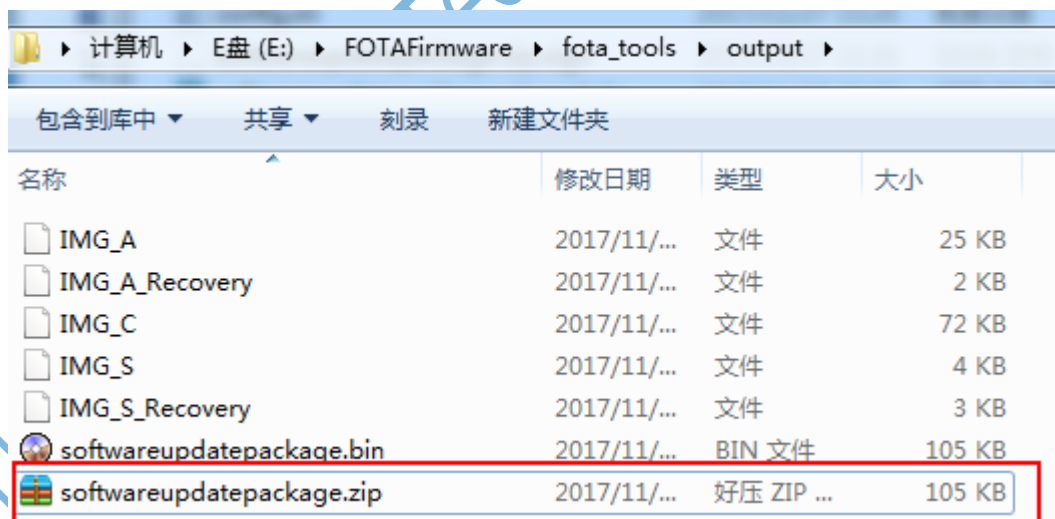 计算机 ▸ E盘 (E:) ▸ FOTAFirmware ▸ fota_tools ▸ output ▸
包含到库中 ▼ 共享 ▼ 刻录 新建文件夹
名称 修改日期 类型 大小
IMG_A 2017/11/... 文件 25 KB
IMG_A_Recovery 2017/11/... 文件 2 KB
IMG_C 2017/11/... 文件 72 KB
IMG_S 2017/11/... 文件 4 KB
IMG_S_Recovery 2017/11/... 文件 3 KB
softwareupdatepackage.bin 2017/11/... BIN 文件 105 KB
softwareupdatepackage.zip 2017/11/... 好压 ZIP ... 105 KB